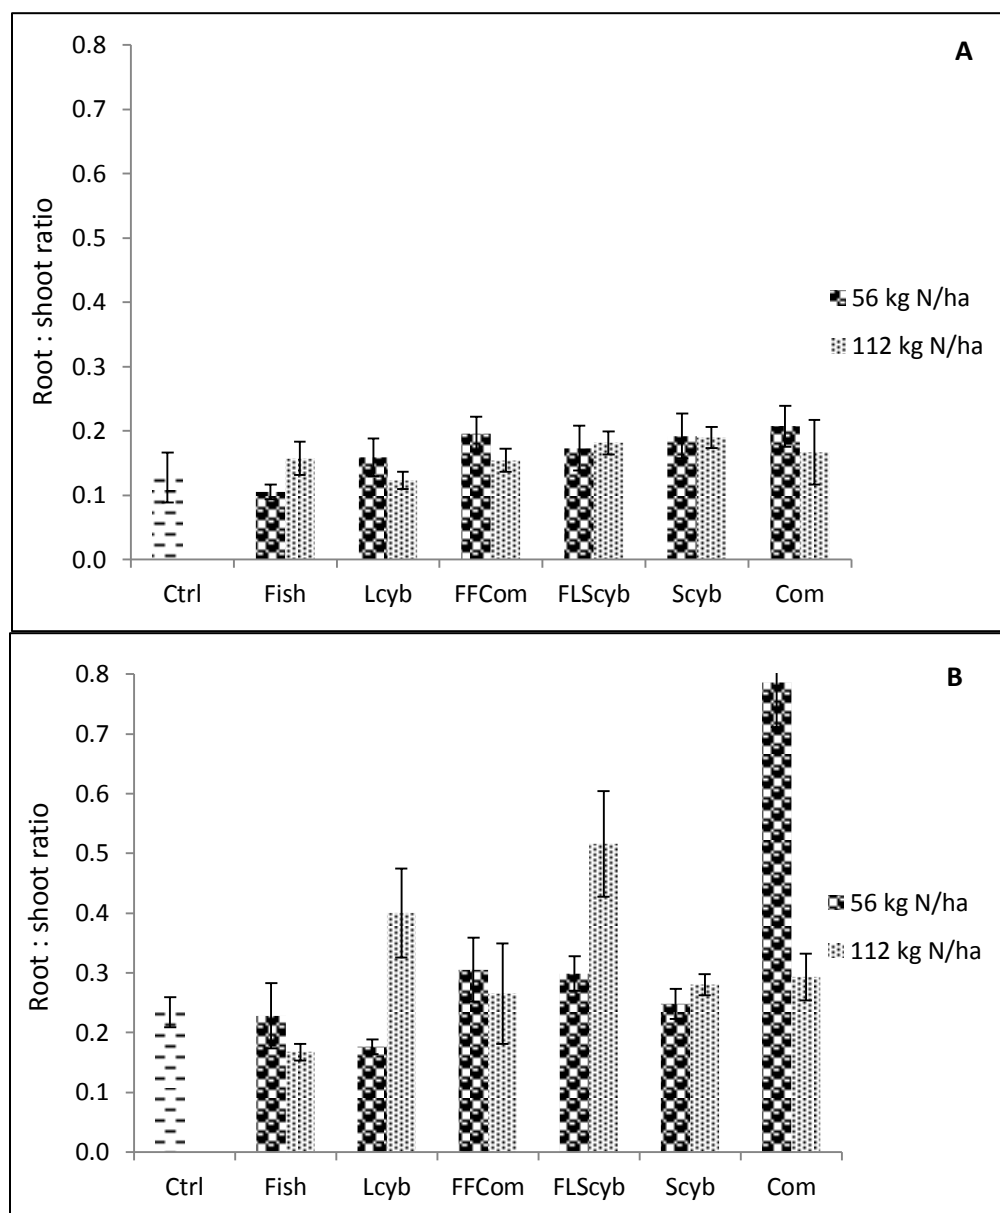 A
0.8
0.7
0.6
0.5
0.4
0.3
0.2
0.1
0.0
Root : shoot ratio
56 kg N/ha
112 kg N/ha
Ctrl Fish Lcyb FFCom FLScyb Scyb Com
B
0.8
0.7
0.6
0.5
0.4
0.3
0.2
0.1
0.0
Root : shoot ratio
56 kg N/ha
112 kg N/ha
Ctrl Fish Lcyb FFCom FLScyb Scyb Com